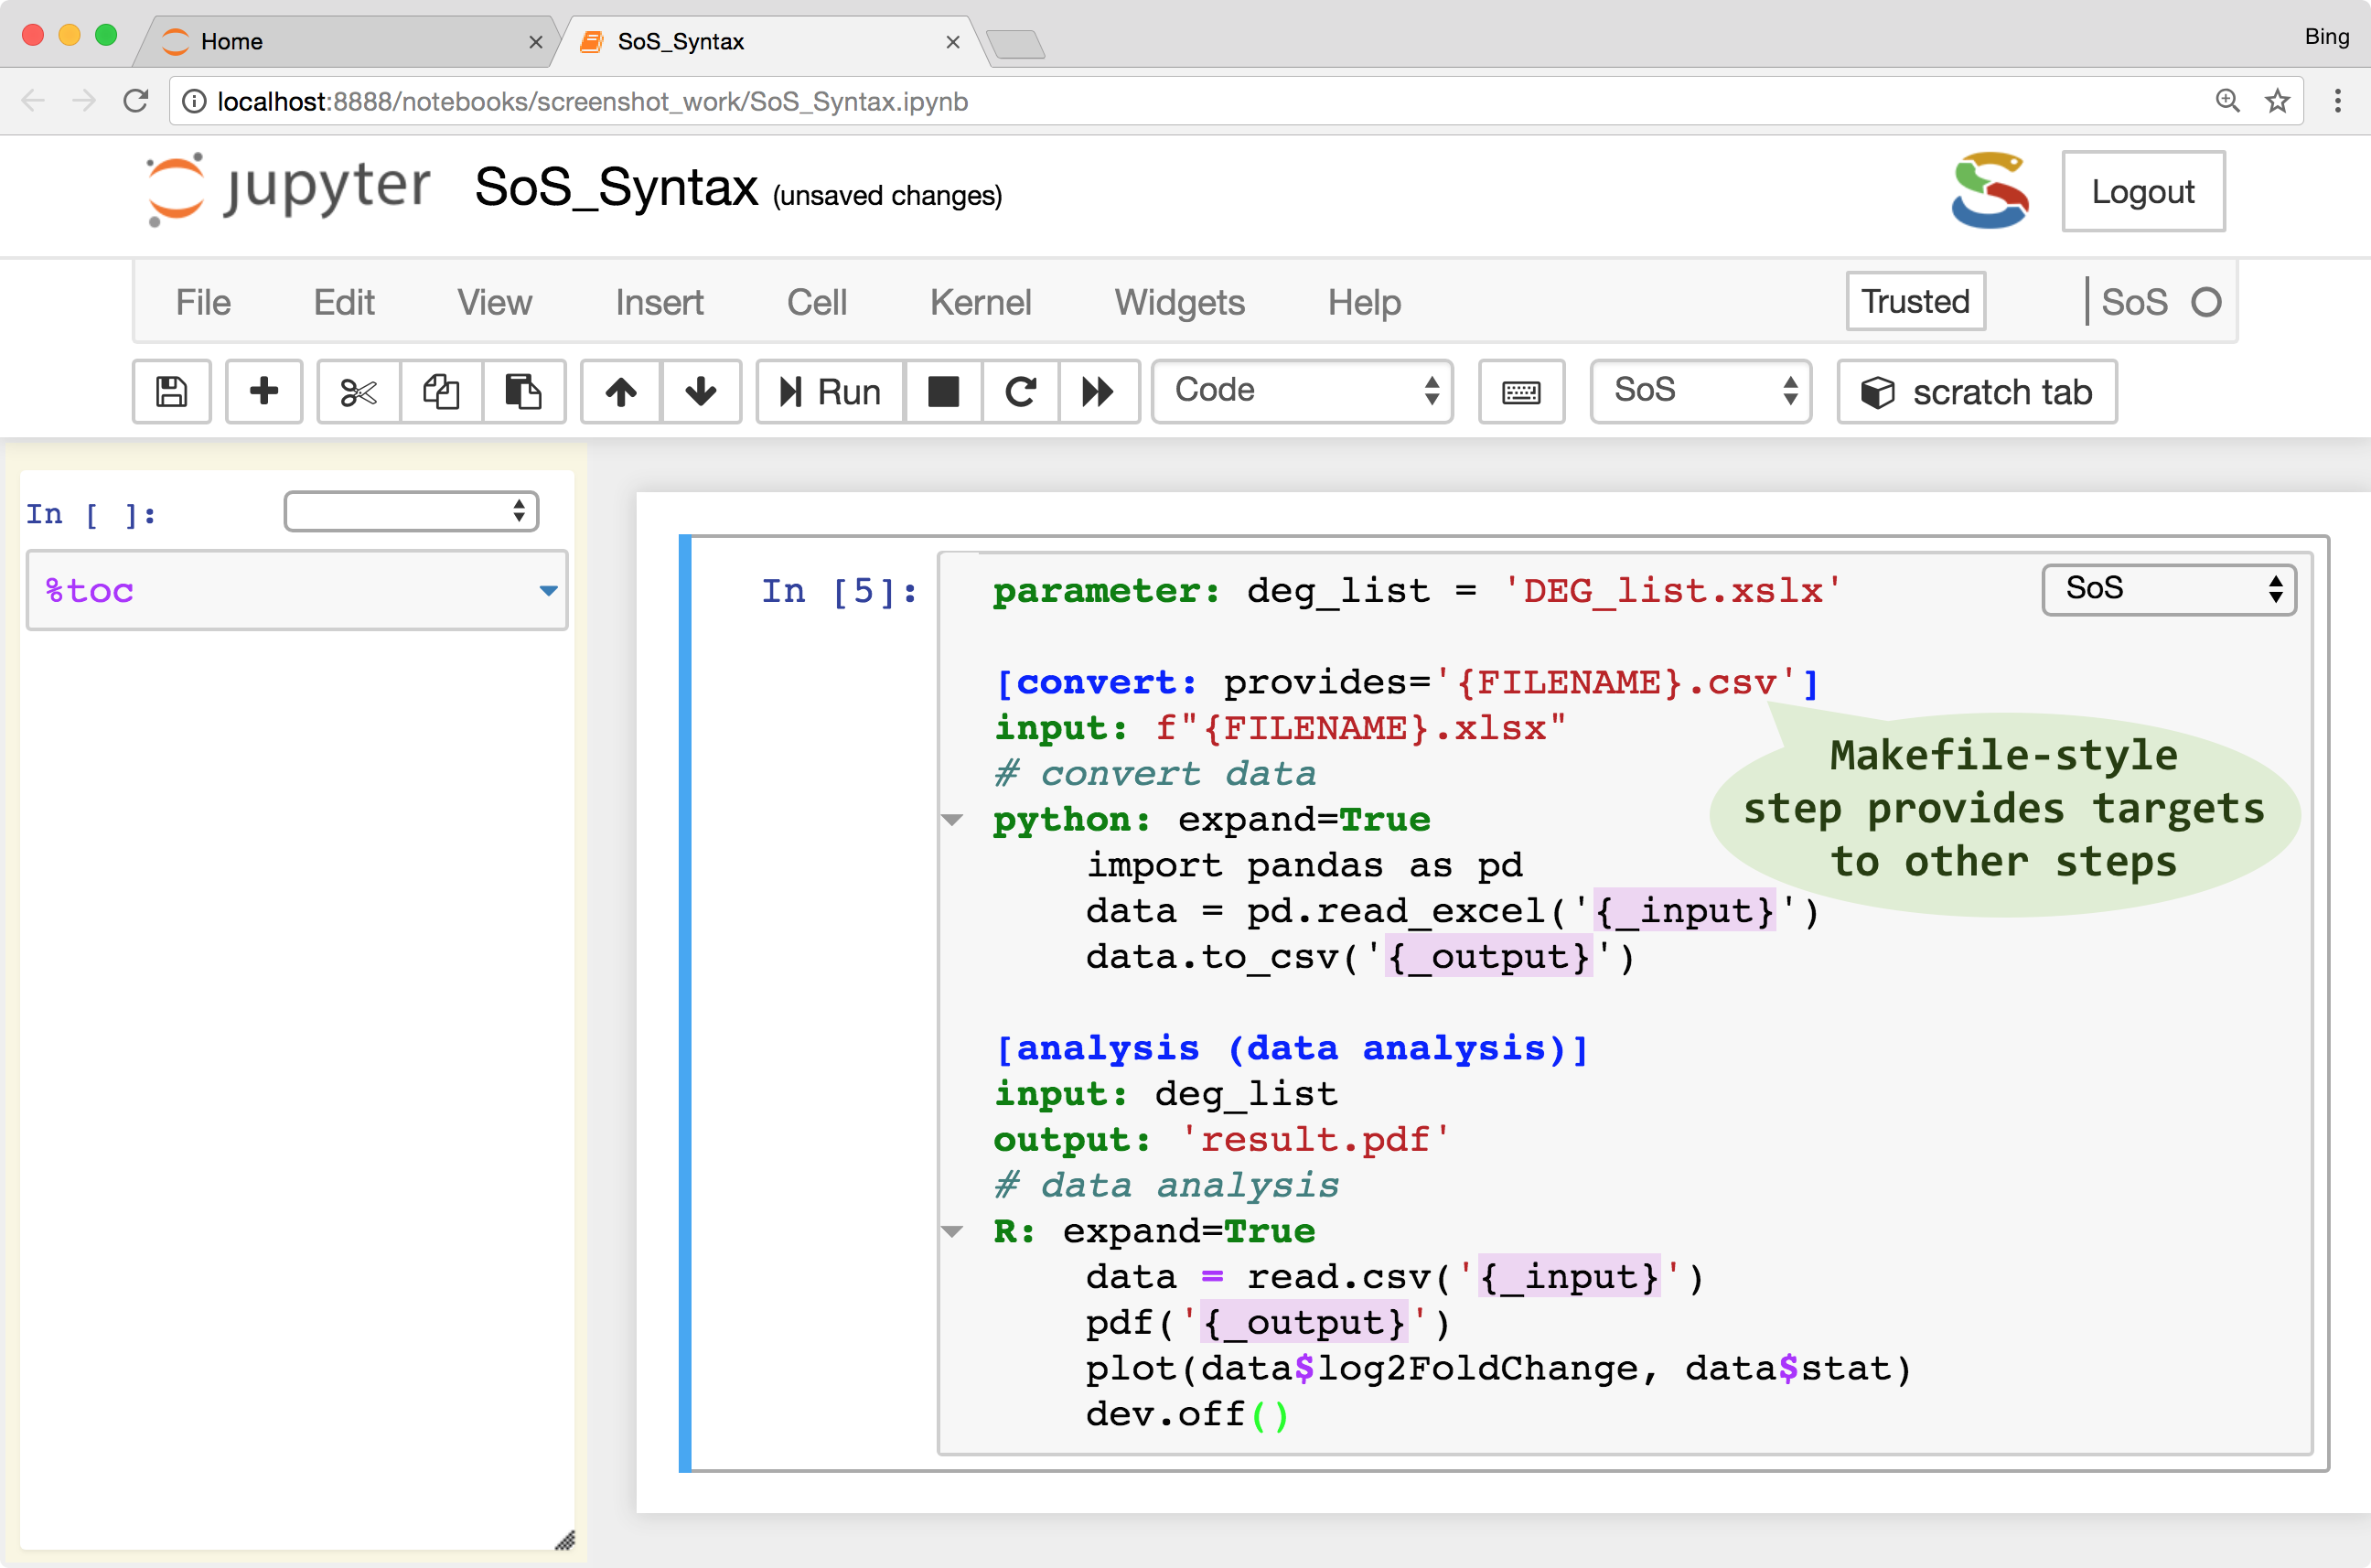 Home
SoS_Syntax
Bing
localhost:8888/notebooks/screenshot_work/SoS_Syntax.ipynb
jupyter SoS_Syntax (unsaved changes)
Logout
File Edit View Insert Cell Kernel Widgets Help Trusted SoS
Run Code SoS scratch tab
In [ ]:
%toc
In [5]:
parameter: deg_list = 'DEG_list.xslx'
SoS
[convert: provides='{FILENAME}.csv']
input: f"{FILENAME}.xlsx"
# convert data
python: expand=True
import pandas as pd
data = pd.read_excel('{_input}')
data.to_csv('{_output}')
Makefile-style
step provides targets
to other steps
[analysis (data analysis)]
input: deg_list
output: 'result.pdf'
# data analysis
R: expand=True
data = read.csv('{_input}')
pdf('{_output}')
plot(data$log2FoldChange, data$stat)
dev.off()